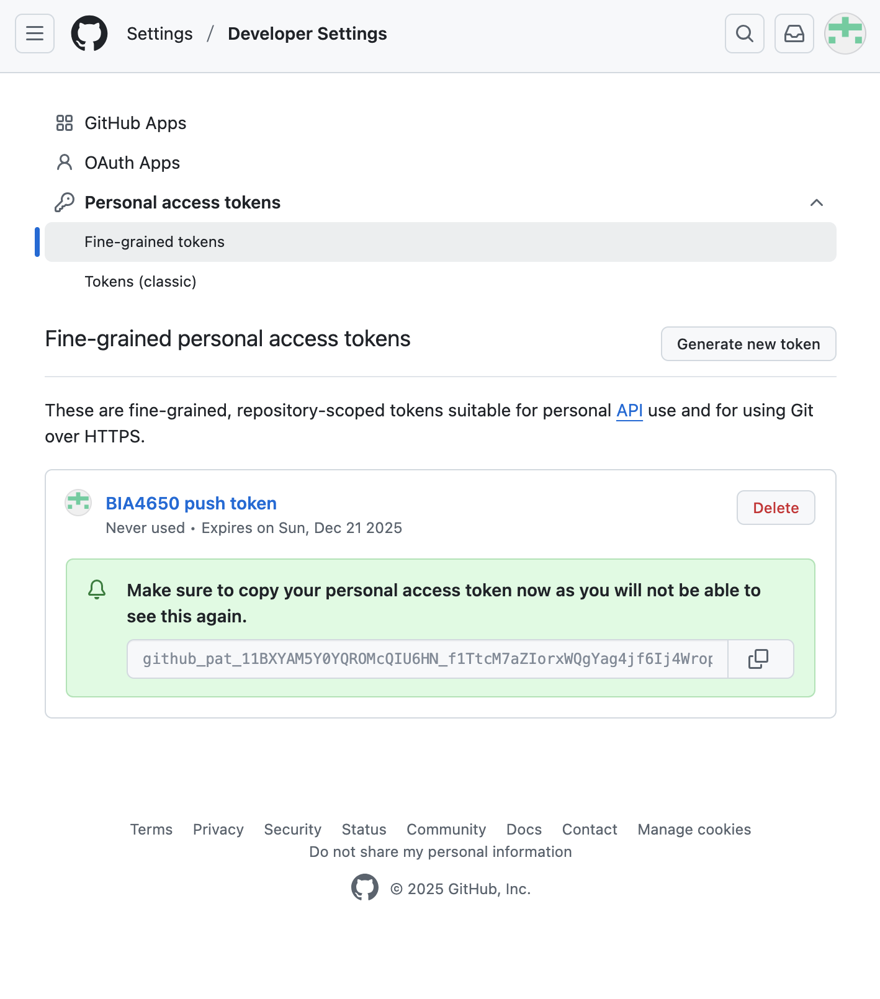 Settings / Developer Settings
GitHub Apps
OAuth Apps
Personal access tokens
Fine-grained tokens
Tokens (classic)
Fine-grained personal access tokens
Generate new token
These are fine-grained, repository-scoped tokens suitable for personal API use and for using Git
over HTTPS.
BIA4650 push token
Delete
Never used • Expires on Sun, Dec 21 2025
Make sure to copy your personal access token now as you will not be able to
see this again.
github_pat_11BXYAM5Y0YQROMcQIU6HN_f1TtcM7aZIorxWQgYag4jf6Ij4Wrop
Terms Privacy Security Status Community Docs Contact Manage cookies
Do not share my personal information
© 2025 GitHub, Inc.